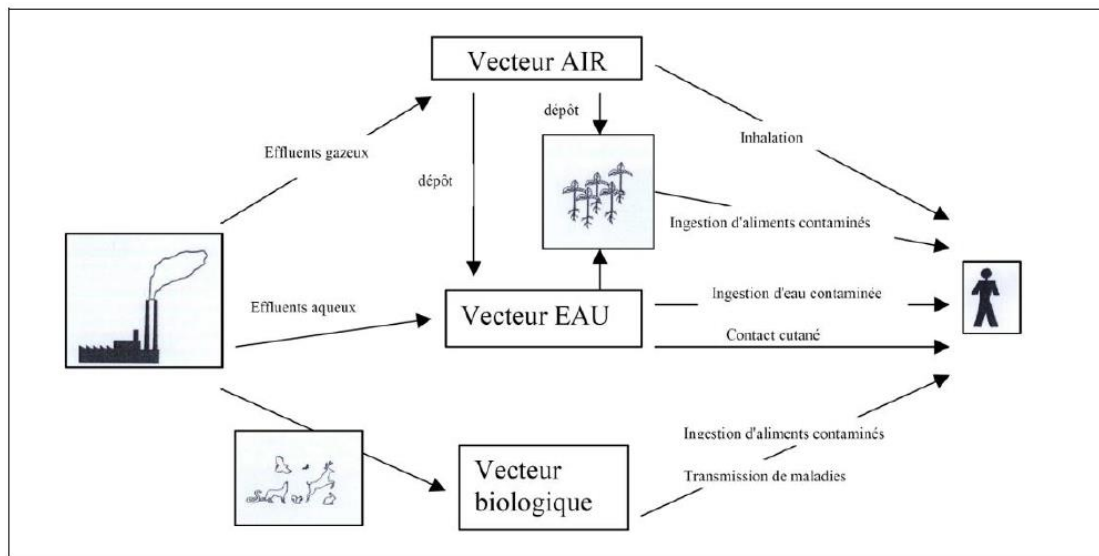 Vecteur AIR
dépôt
Inhalation
Effluents gazeux
dépôt
Ingestion d'aliments contaminés
Effluents aqueux
Vecteur EAU
Ingestion d'eau contaminée
Contact cutané
Ingestion d'aliments contaminés
Vecteur
biologique
Transmission de maladies